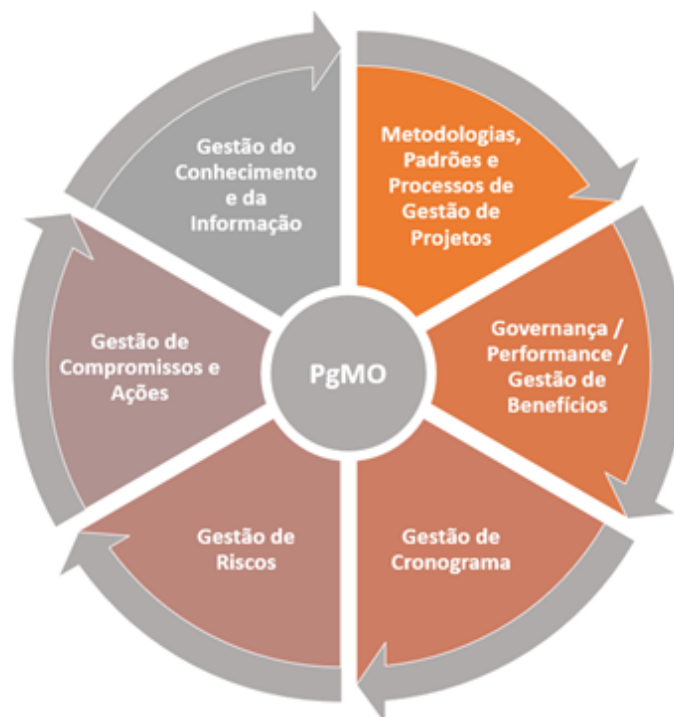 Metodologias,
Padrões e
Processos de
Gestão de
Projetos
Governança /
Performance /
Gestão de
Benefícios
Gestão de
Cronograma
Gestão de
Riscos
Gestão de
Compromissos e
Ações
Gestão do
Conhecimento
e da
Informação
PgMO